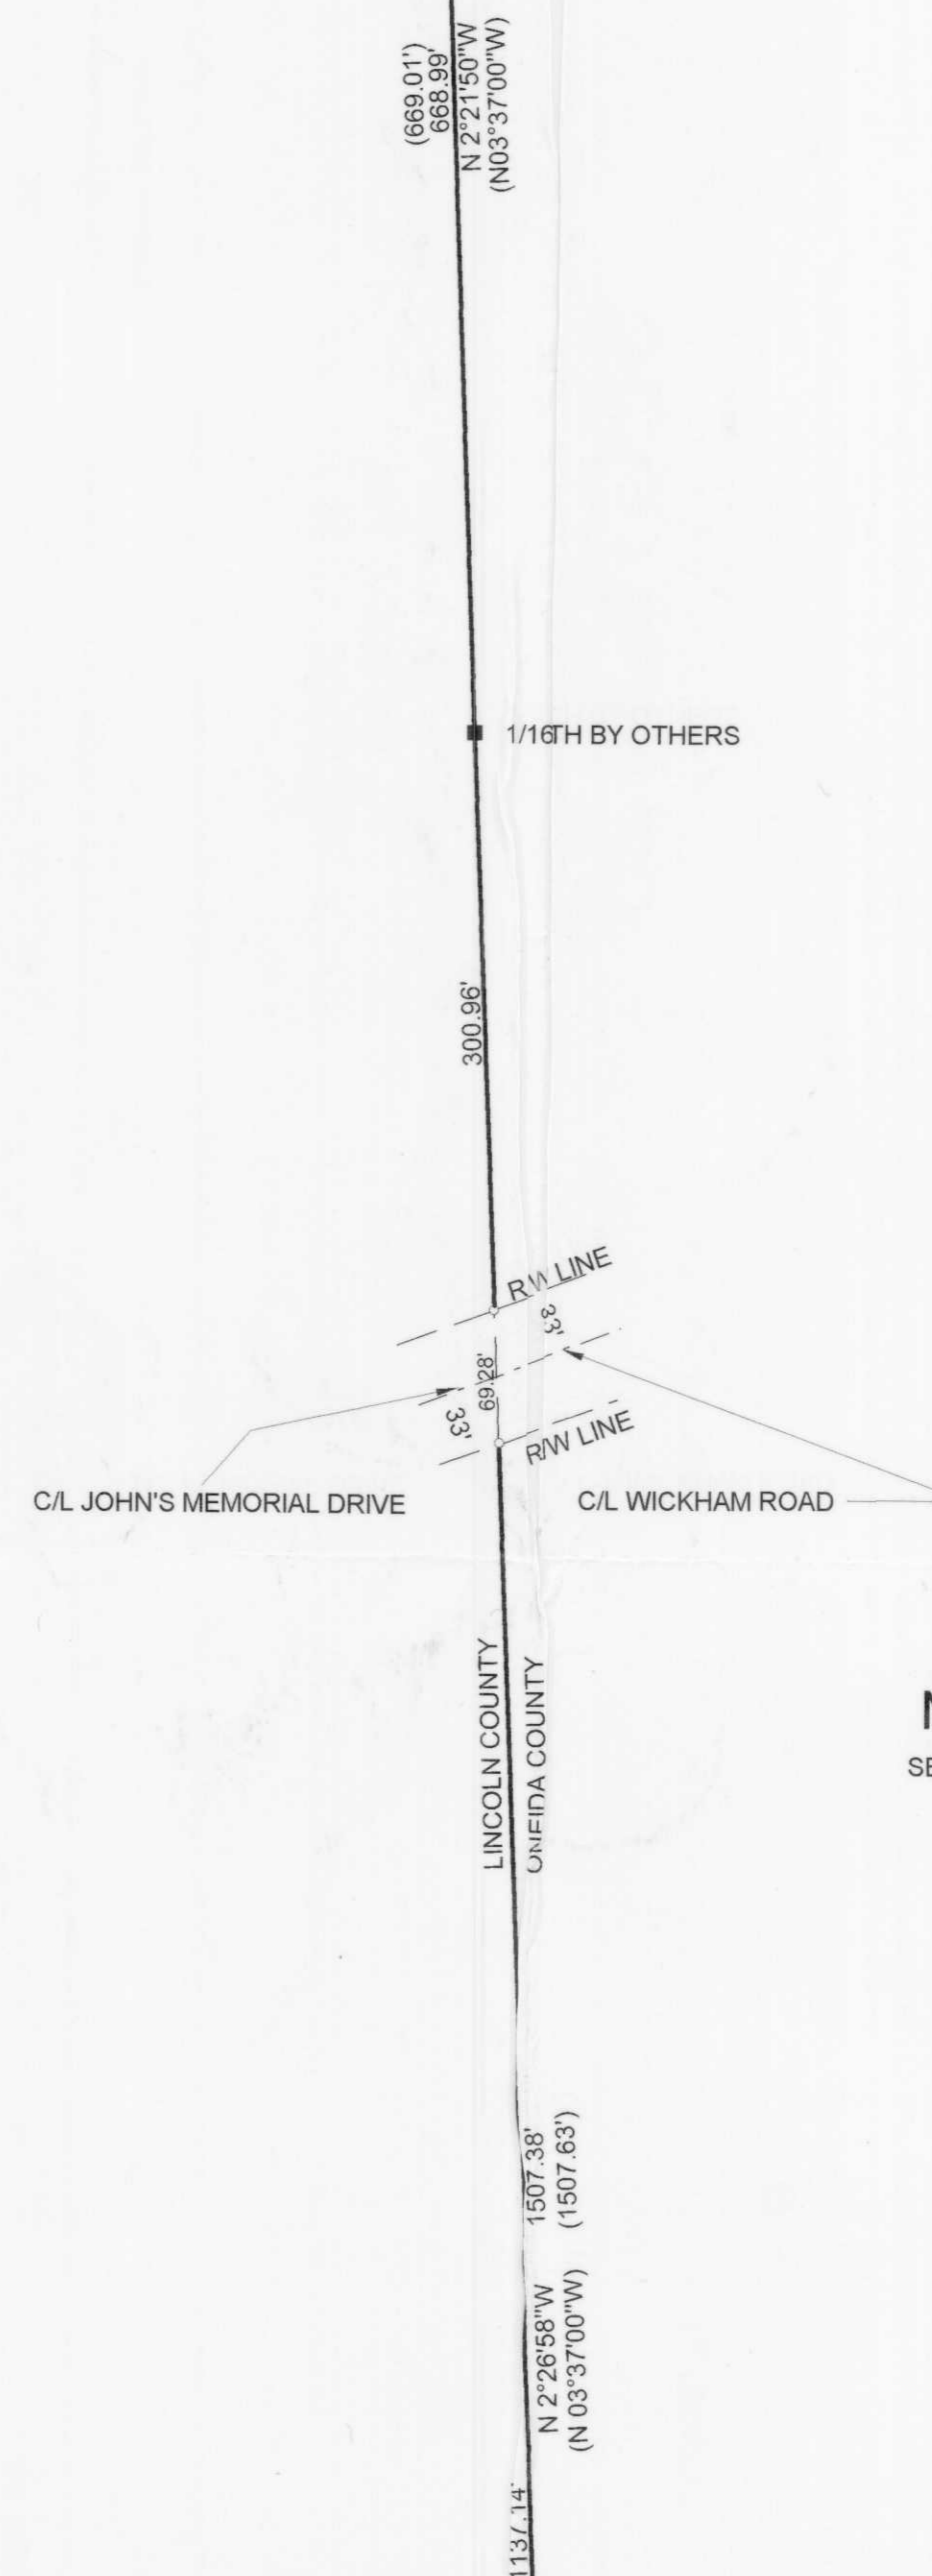 (669.01')
668.99'
N 2°21'50"W
(N03°37'00"W)
1/16TH BY OTHERS
300.96'
R/W LINE
33'
69.28'
33'
R/W LINE
C/L JOHN'S MEMORIAL DRIVE
C/L WICKHAM ROAD
LINCOLN COUNTY
ONEIDA COUNTY
1507.38'
(1507.63')
N 2°26'58"W
(N 03°37'00"W)
1137.14'